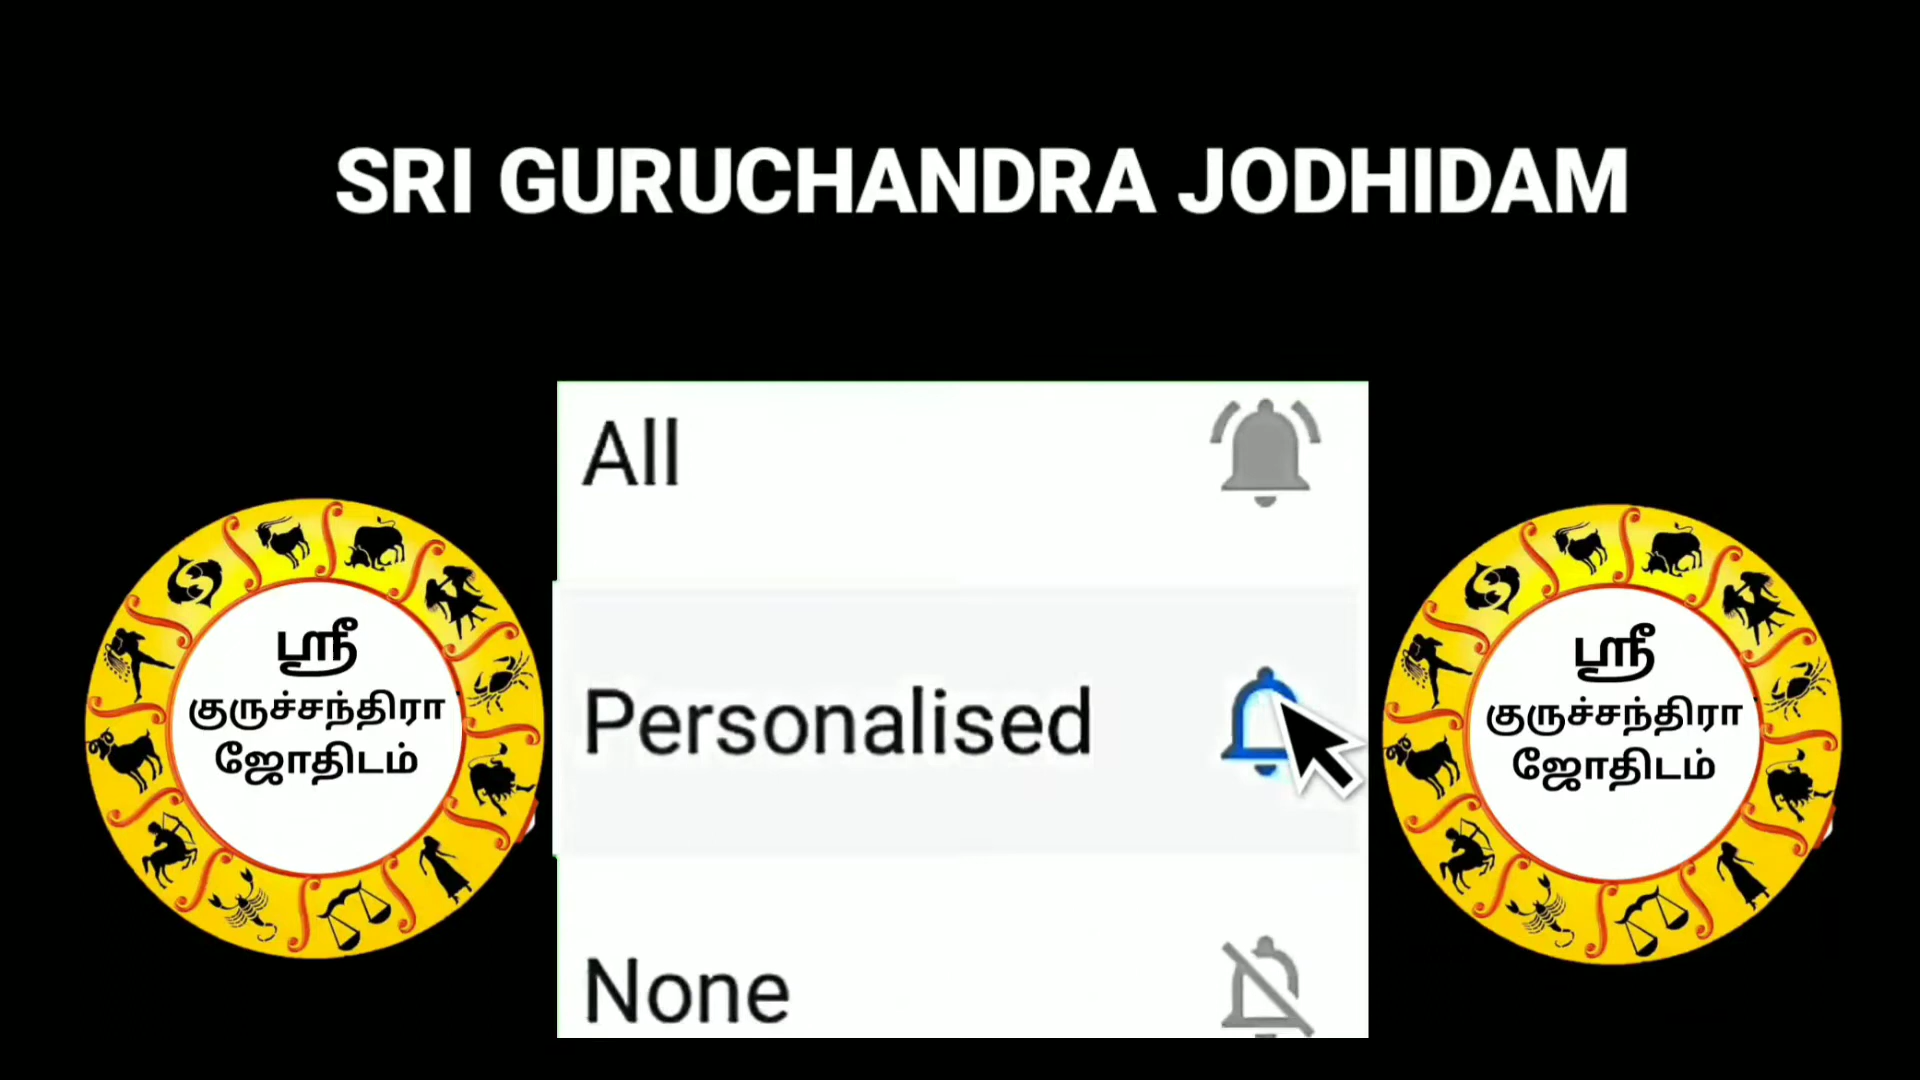 SRI GURUCHANDRA JODHIDAM
All
Personalised
None
ஸ்ரீ
குருச்சந்திரா
ஜோதிடம்
ஸ்ரீ
குருச்சந்திரா
ஜோதிடம்